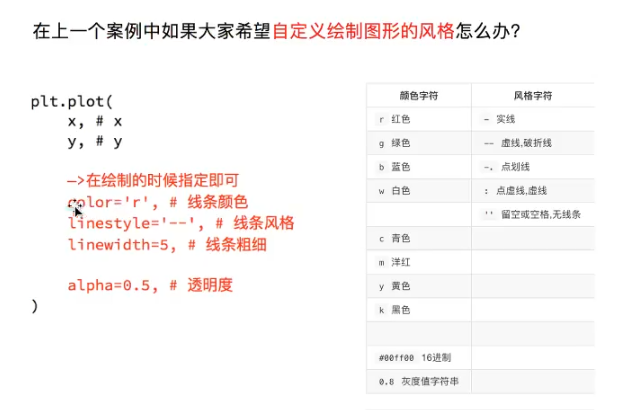 在上一个案例中如果大家希望自定义绘制图形的风格怎么办?
plt.plot(
x, # x
y, # y
—>在绘制的时候指定即可
color='r', # 线条颜色
linestyle='--', # 线条风格
linewidth=5, # 线条粗细
alpha=0.5, # 透明度
)
颜色字符 风格字符
r 红色 - 实线
g 绿色 -- 虚线,破折线
b 蓝色 -. 点划线
w 白色 : 点虚线,虚线
'' 留空或空格,无线条
c 青色
m 洋红
y 黄色
k 黑色
#00ff00 16进制
0.8 灰度值字符串